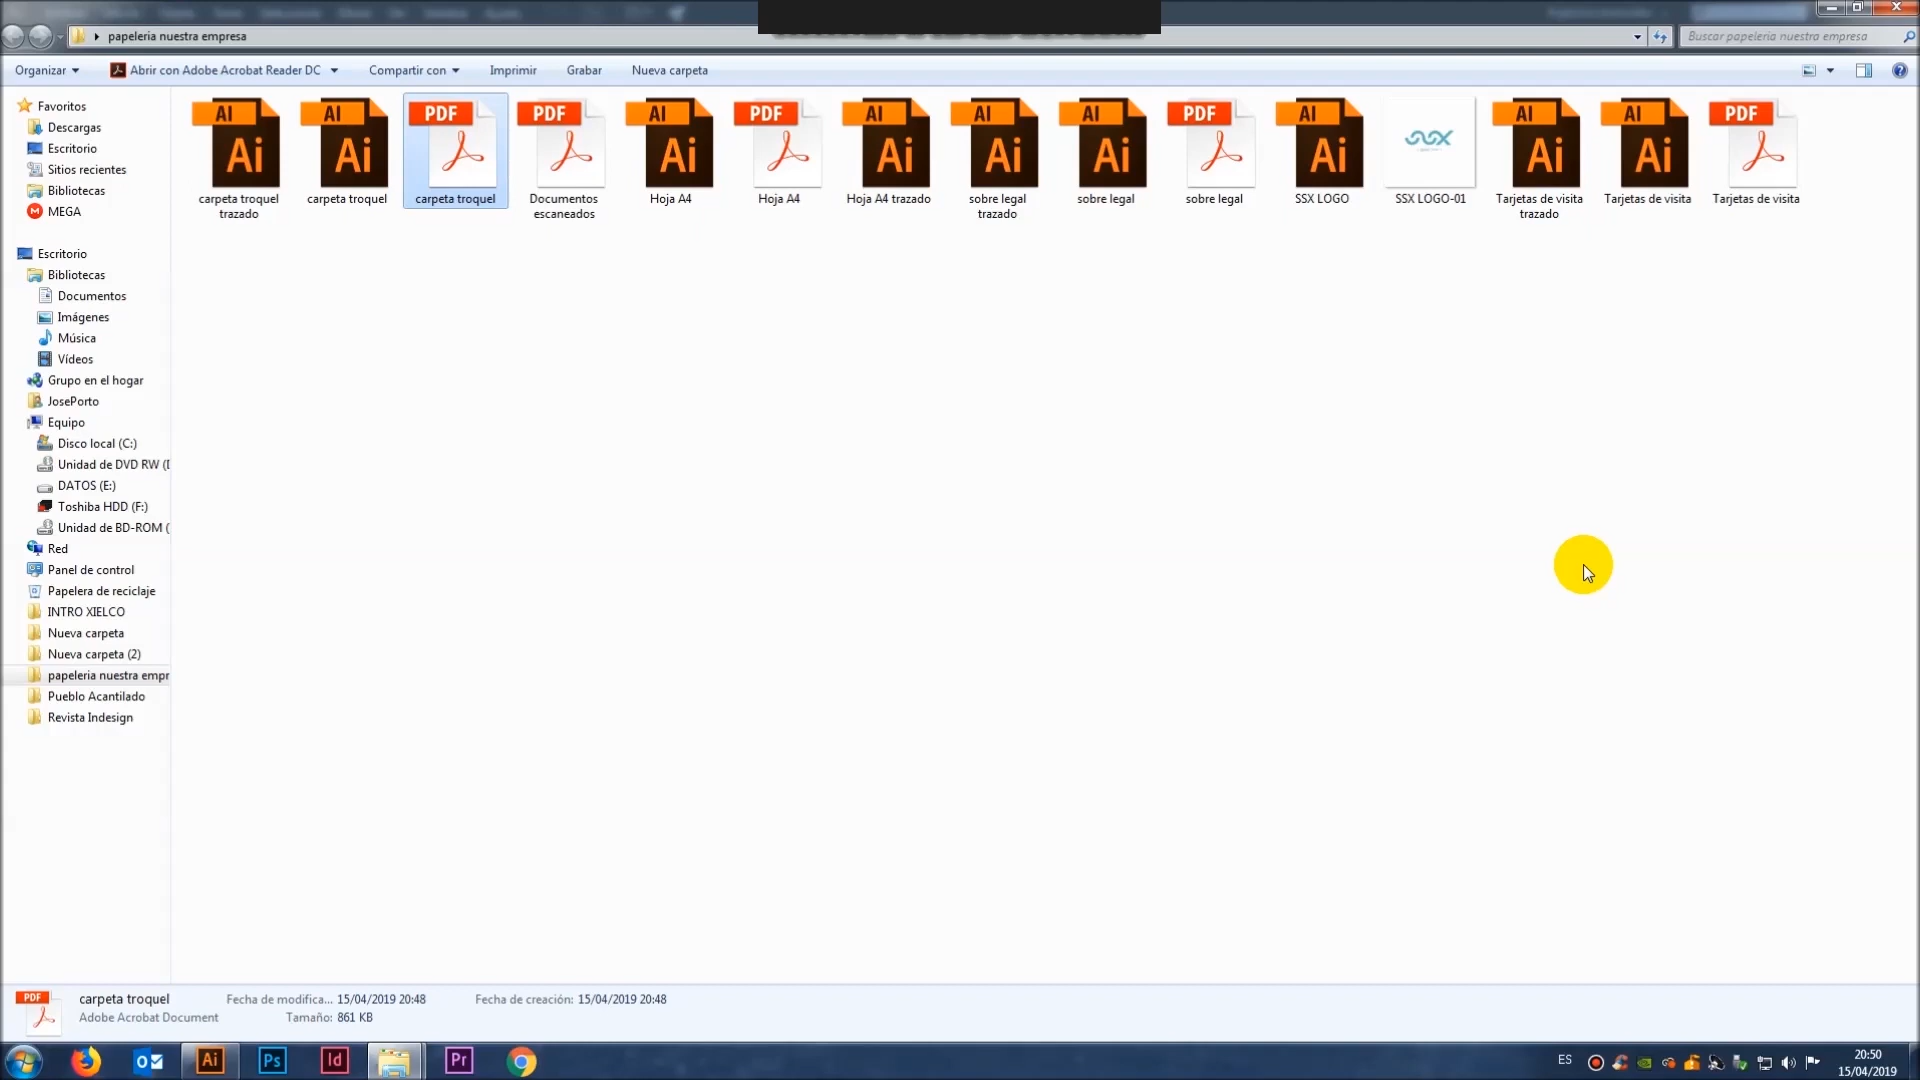 papeleria nuestra empresa
Buscar papeleria nuestra empresa
Organizar
Abrir con Adobe Acrobat Reader DC
Compartir con
Imprimir
Grabar
Nueva carpeta
Favoritos
Descargas
Escritorio
Sitios recientes
Bibliotecas
MEGA
Escritorio
Bibliotecas
Documentos
Imágenes
Música
Vídeos
Grupo en el hogar
JosePorto
Equipo
Disco local (C:)
Unidad de DVD RW (
DATOS (E:)
Toshiba HDD (F:)
Unidad de BD-ROM (
Red
Panel de control
Papelera de reciclaje
INTRO XIELCO
Nueva carpeta
Nueva carpeta (2)
papeleria nuestra empr
Pueblo Acantilado
Revista Indesign
AI AI PDF PDF AI PDF AI AI AI PDF AI AI AI PDF
Ai Ai Ai Ai Ai Ai Ai SSX Ai Ai
carpeta troquel
trazado
carpeta troquel
carpeta troquel
Documentos
escaneados
Hoja A4
Hoja A4
Hoja A4 trazado
sobre legal
trazado
sobre legal
sobre legal
SSX LOGO
SSX LOGO-01
Tarjetas de visita
trazado
Tarjetas de visita
Tarjetas de visita
PDF
carpeta troquel
Fecha de modifica... 15/04/2019 20:48
Fecha de creación: 15/04/2019 20:48
Adobe Acrobat Document
Tamaño: 861 KB
Ai Ps Id Pr
ES
20:50
15/04/2019